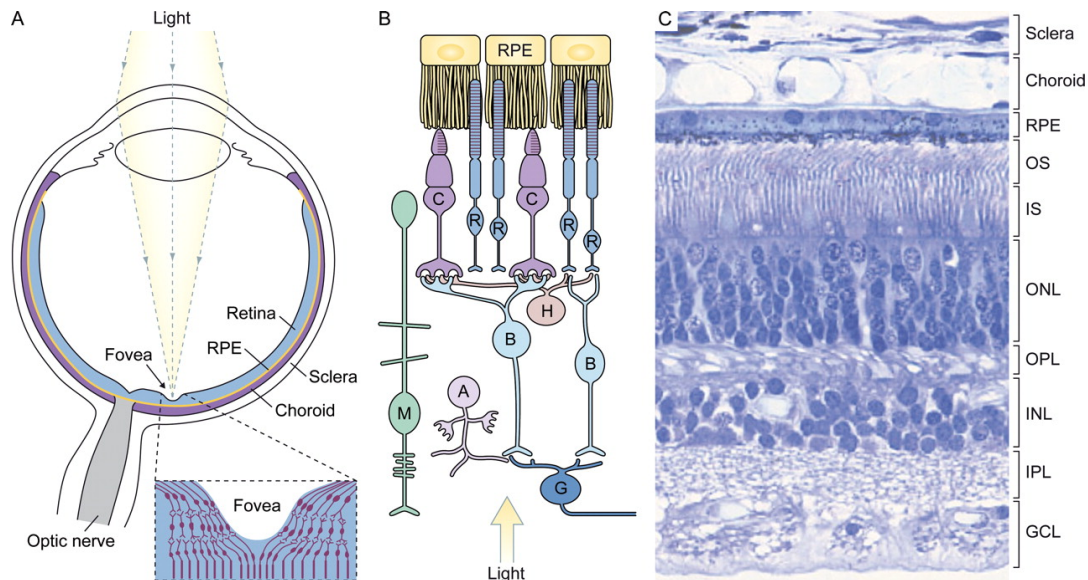 A
Light
Retina
RPE
Fovea
Sclera
Choroid
Fovea
Optic nerve
B
RPE
C
C
R
R
R
R
H
B
B
A
M
G
Light
C
Sclera
Choroid
RPE
OS
IS
ONL
OPL
INL
IPL
GCL